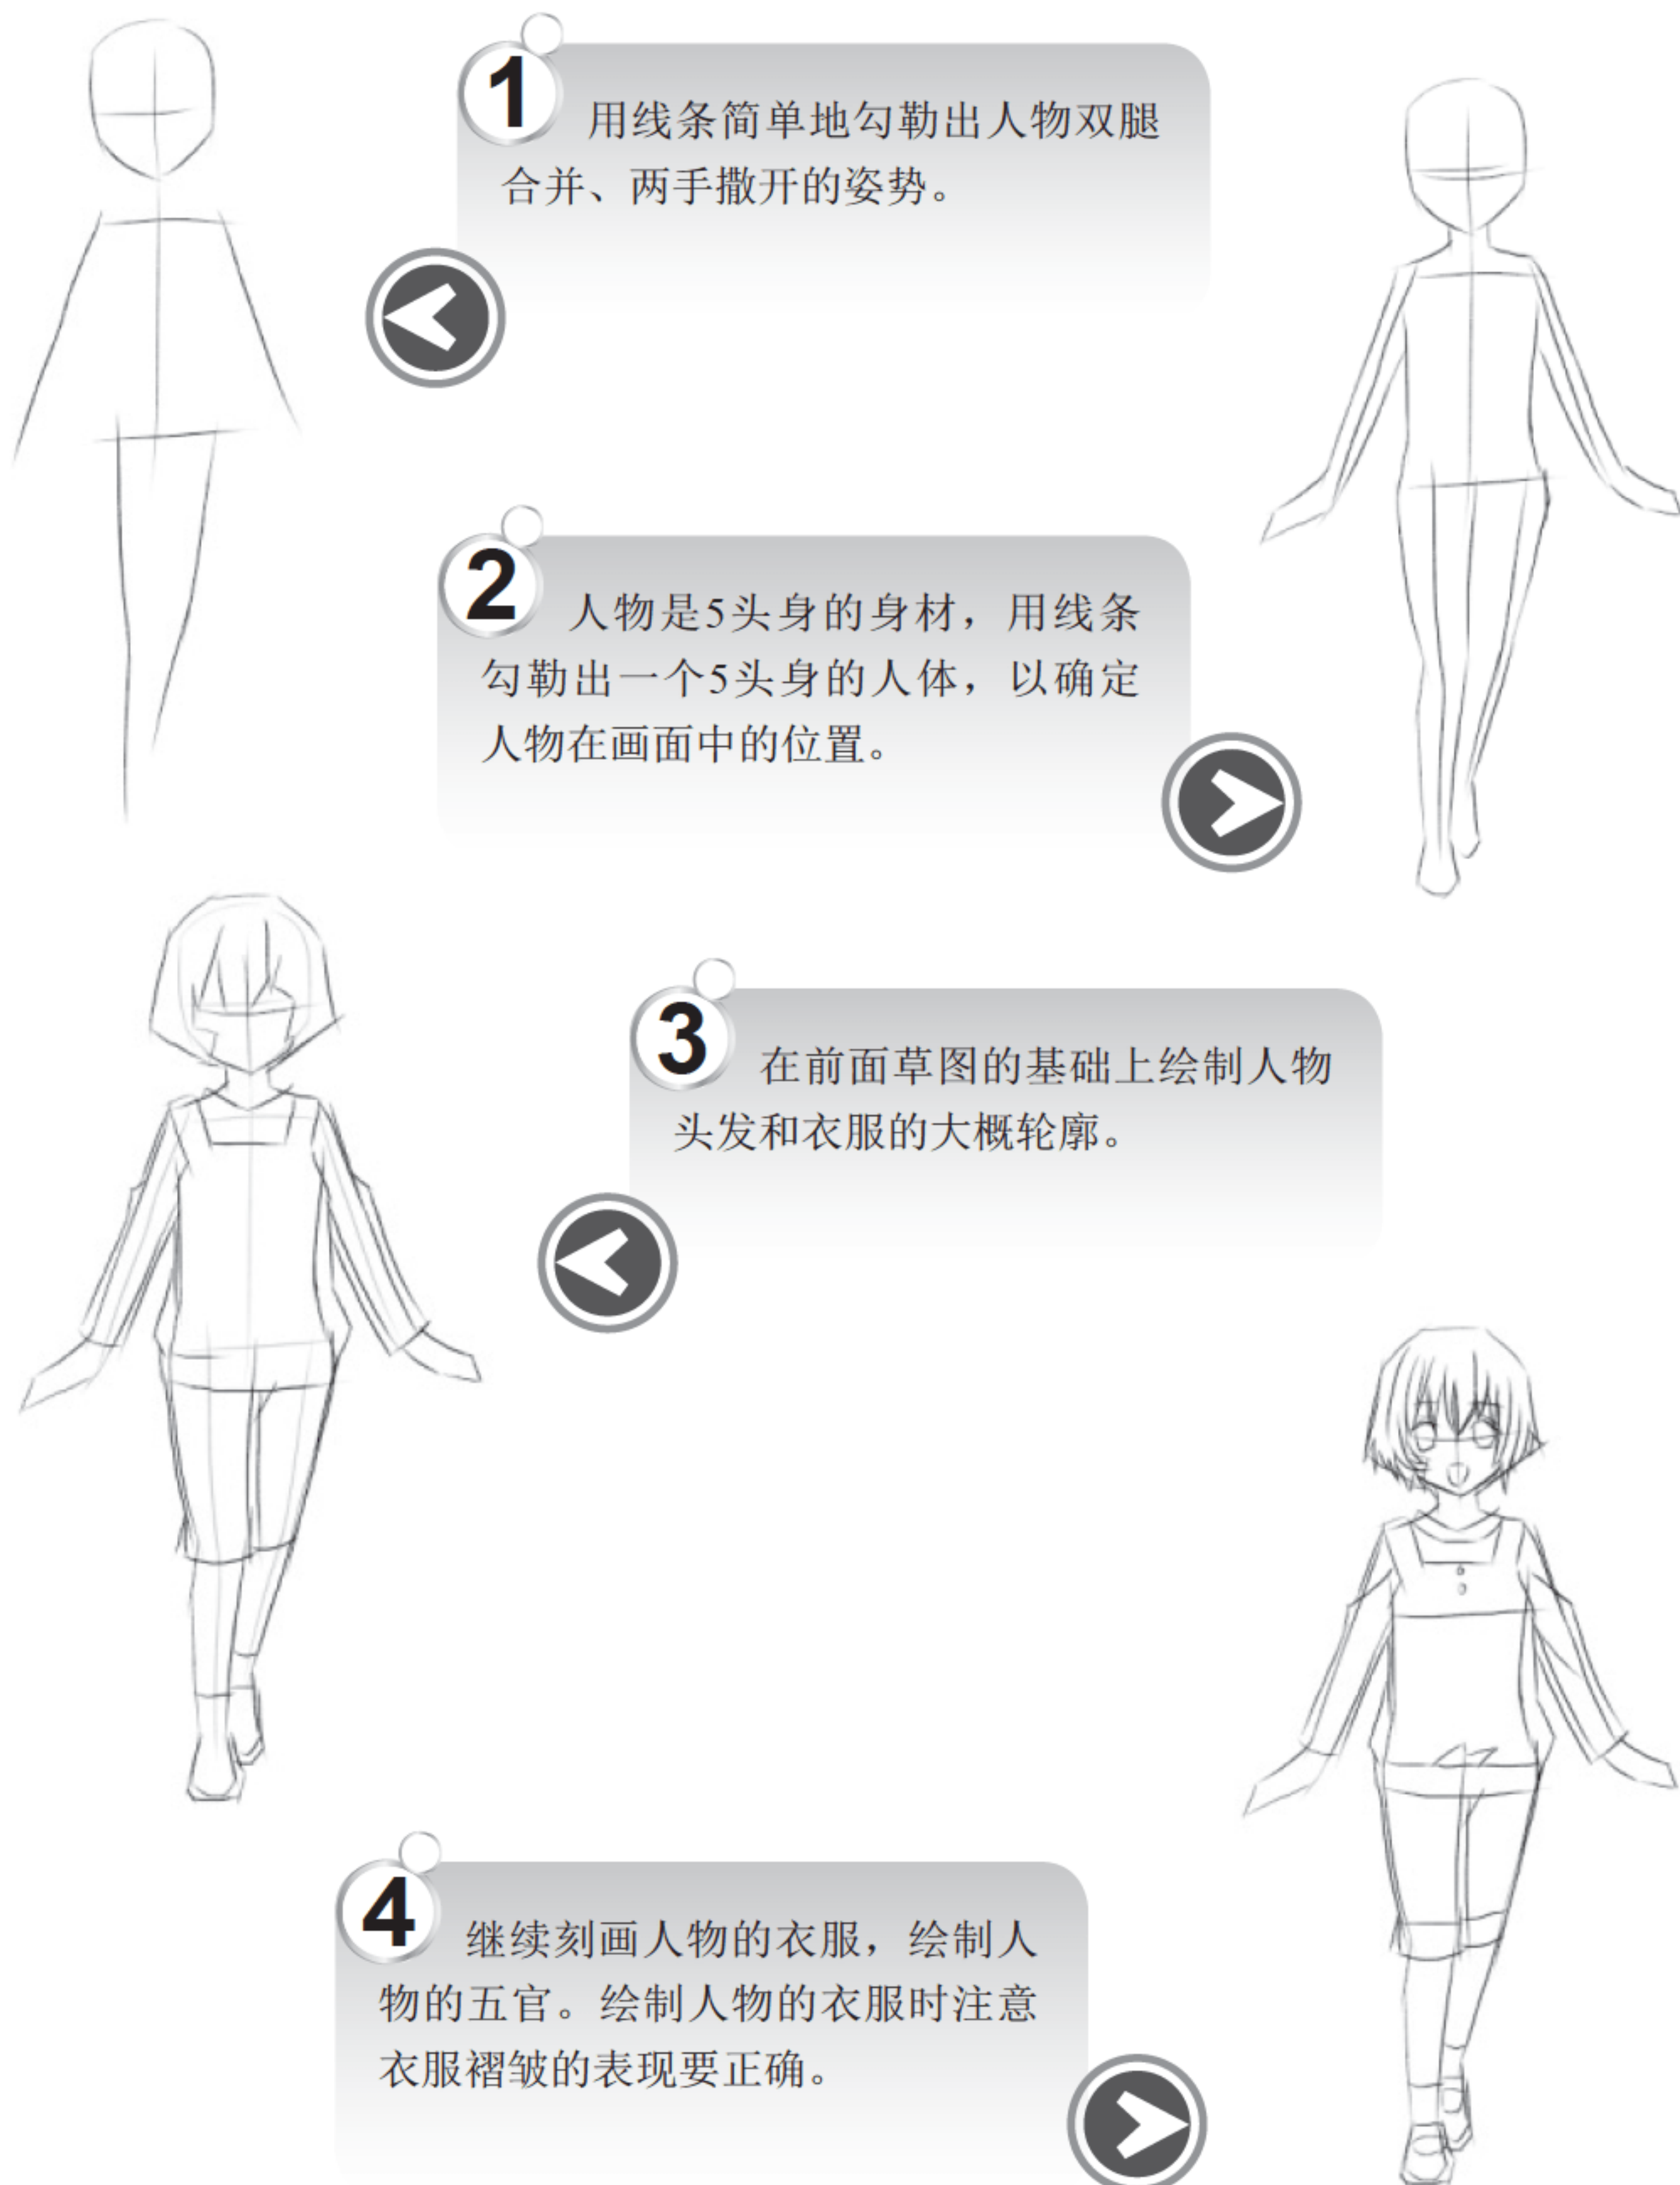 1
用线条简单地勾勒出人物双腿
合并、两手撒开的姿势。
2
人物是5头身的身材，用线条
勾勒出一个5头身的人体，以确定
人物在画面中的位置。
3
在前面草图的基础上绘制人物
头发和衣服的大概轮廓。
4
继续刻画人物的衣服，绘制人
物的五官。绘制人物的衣服时注意
衣服褶皱的表现要正确。